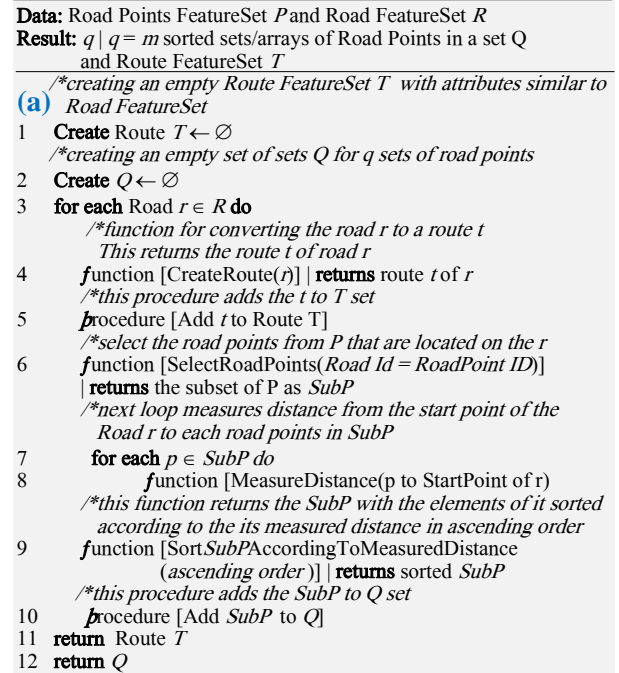 Data: Road Points FeatureSet P and Road FeatureSet R
Result: q | q = m sorted sets/arrays of Road Points in a set Q
and Route FeatureSet T
/*creating an empty Route FeatureSet T with attributes similar to
(a) Road FeatureSet
1 Create Route T ← ∅
/*creating an empty set of sets Q for q sets of road points
2 Create Q ← ∅
3 for each Road r ∈ R do
/*function for converting the road r to a route t
This returns the route t of road r
4 function [CreateRoute(r)] | returns route t of r
/*this procedure adds the t to T set
5 procedure [Add t to Route T]
/*select the road points from P that are located on the r
6 function [SelectRoadPoints(Road Id = RoadPoint ID)]
| returns the subset of P as SubP
/*next loop measures distance from the start point of the
Road r to each road points in SubP
7 for each p ∈ SubP do
8 function [MeasureDistance(p to StartPoint of r)
/*this function returns the SubP with the elements of it sorted
according to the its measured distance in ascending order
9 function [SortSubPAccordingToMeasuredDistance
(ascending order )] | returns sorted SubP
/*this procedure adds the SubP to Q set
10 procedure [Add SubP to Q]
11 return Route T
12 return Q